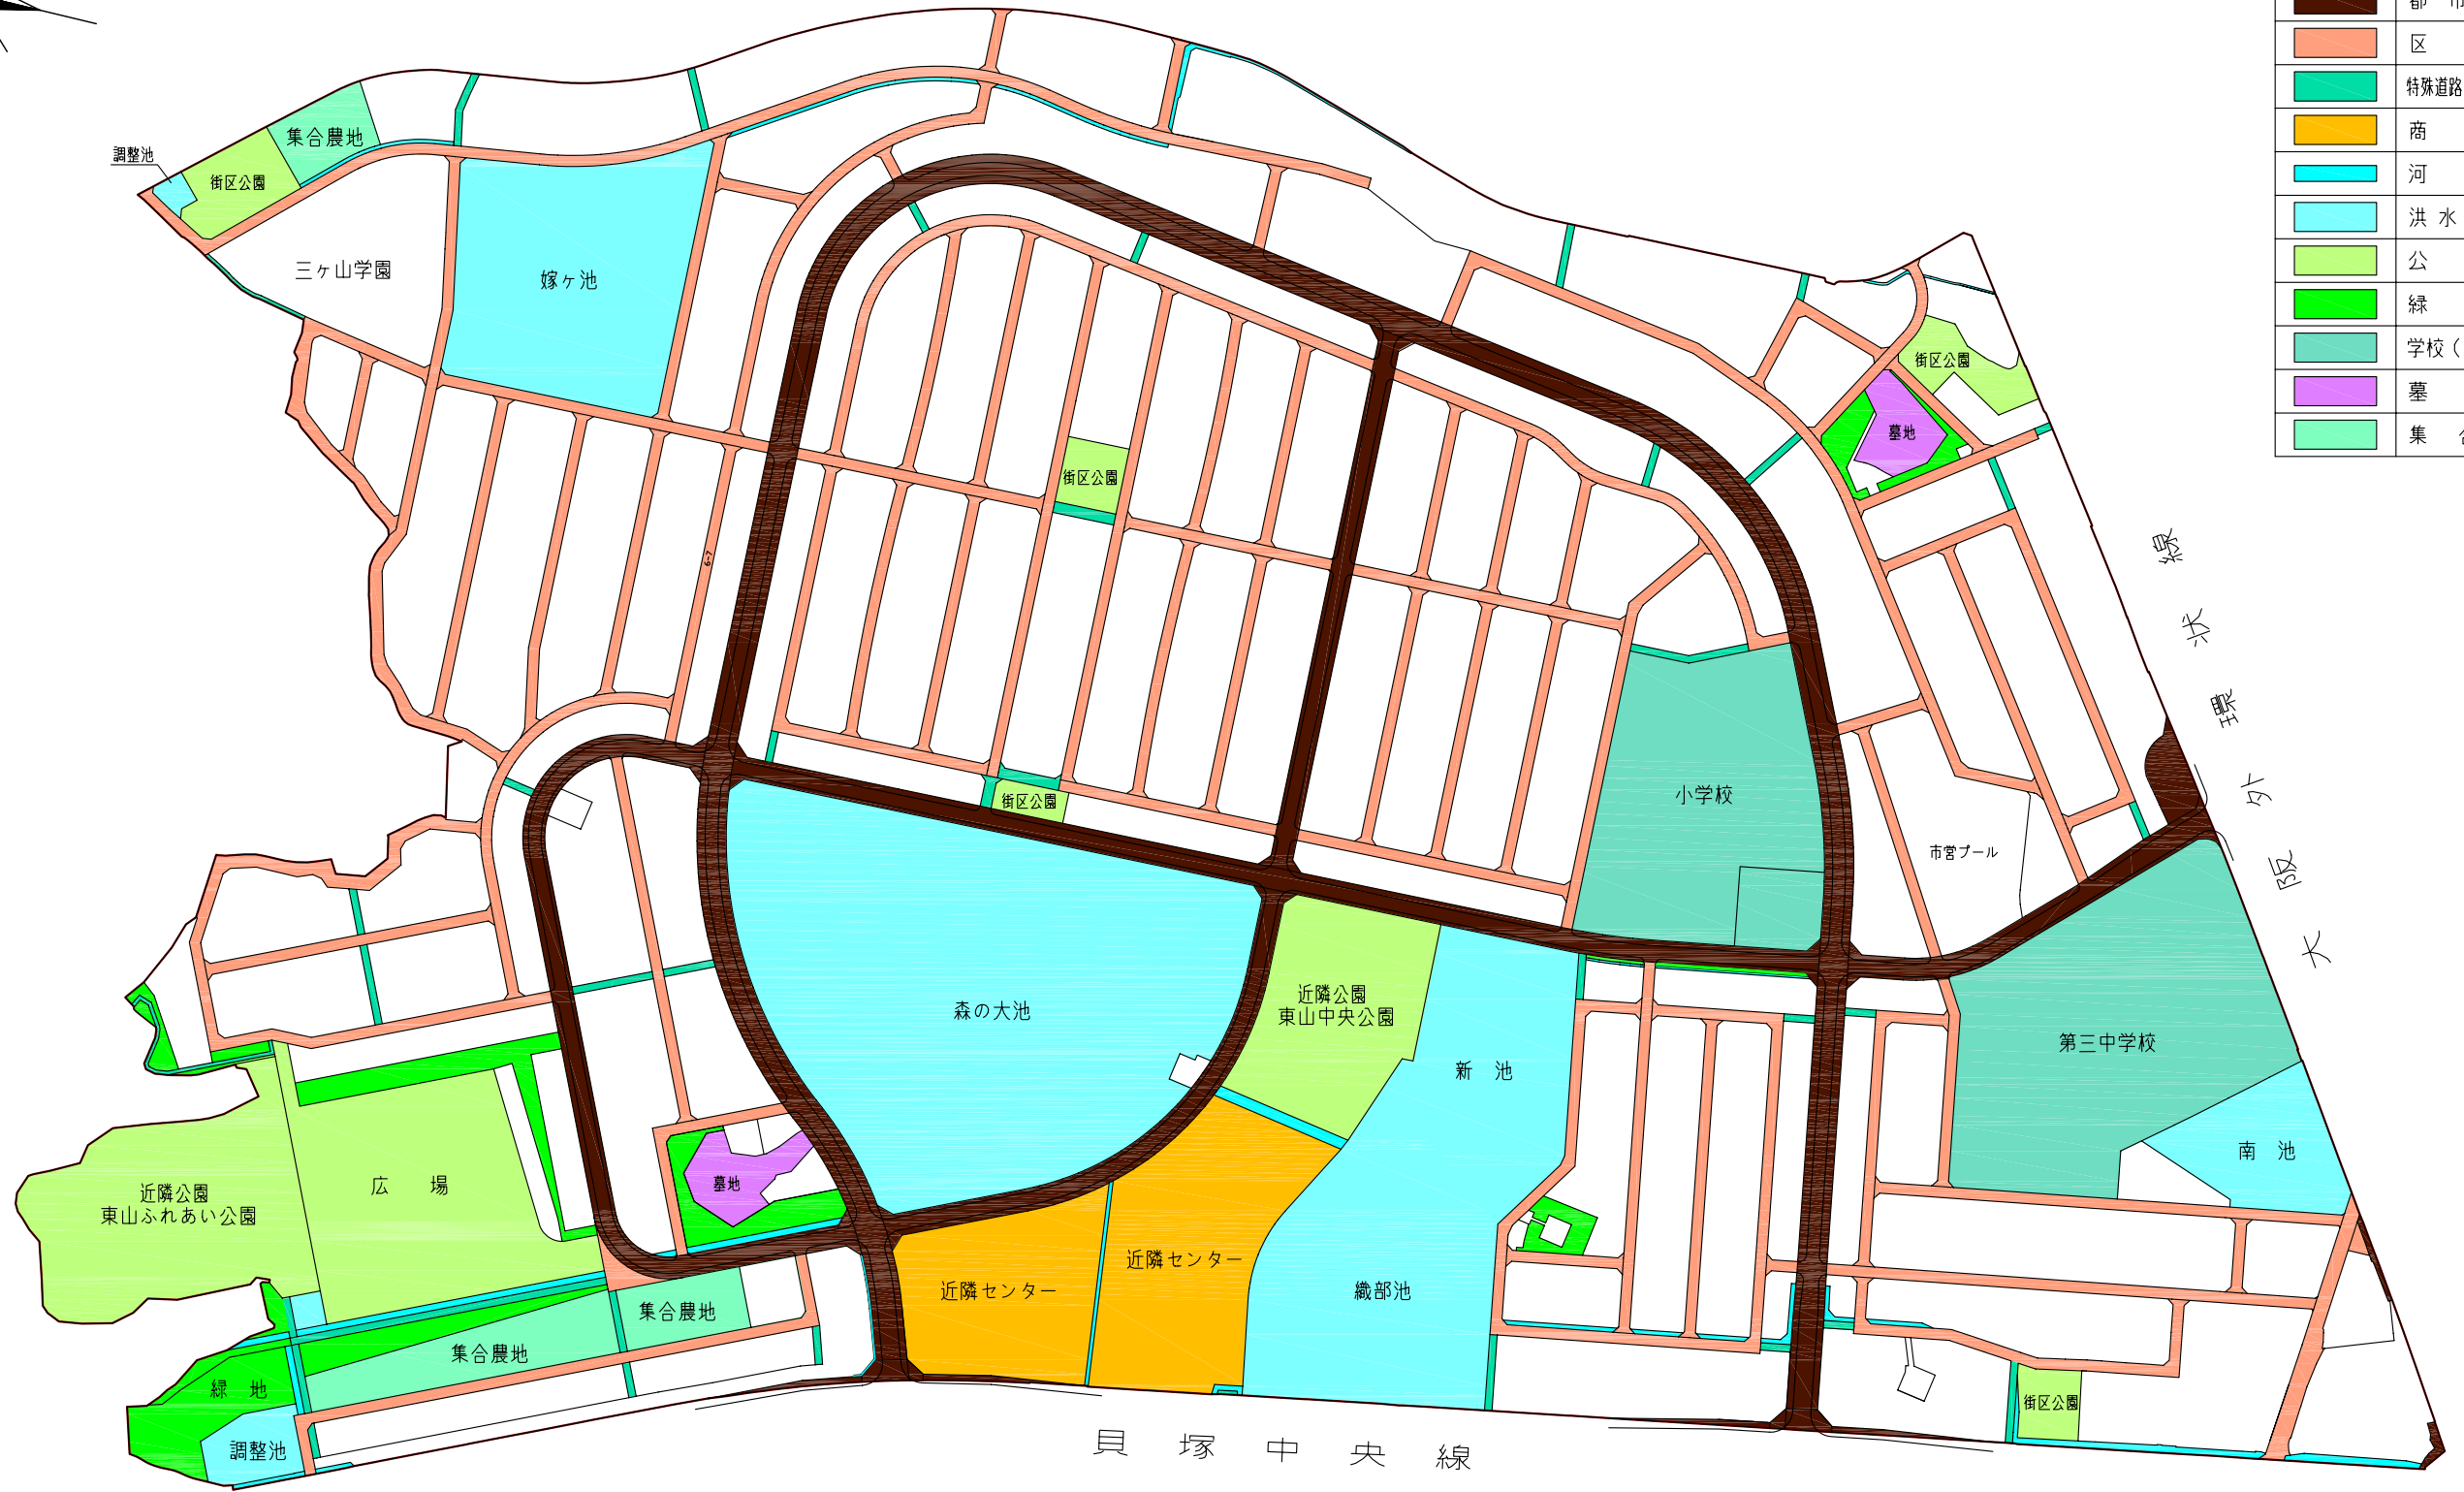 区
特殊道路
商
河
洪 水
公
緑
学校（
墓
集
調整池
街区公園
集合農地
三ヶ山学園
嫁ヶ池
街区公園
墓地
街区公園
6-7
小学校
街区公園
市営プール
森の大池
近隣公園
東山中央公園
新 池
第三中学校
南 池
広 場
近隣公園
東山ふれあい公園
墓地
近隣センター
近隣センター
織部池
集合農地
集合農地
緑 地
調整池
街区公園
貝塚中央線
大阪外環状線